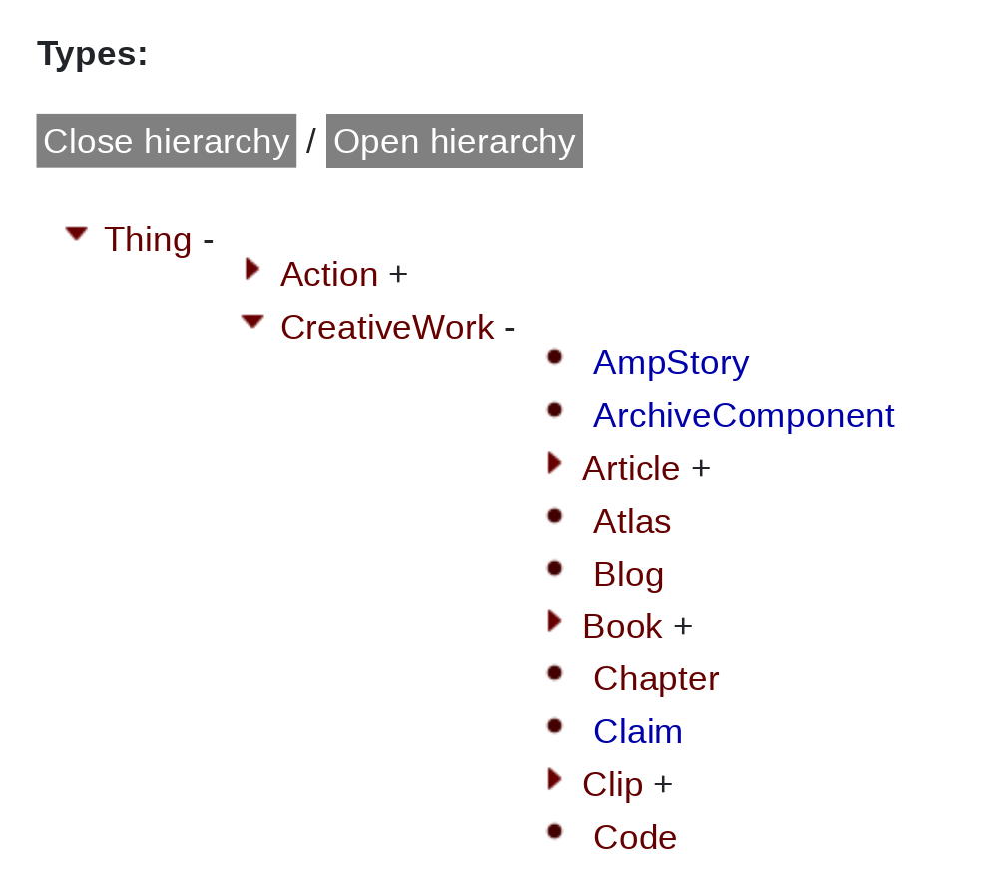 Types:
Close hierarchy / Open hierarchy
Thing -
Action +
CreativeWork -
AmpStory
ArchiveComponent
Article +
Atlas
Blog
Book +
Chapter
Claim
Clip +
Code